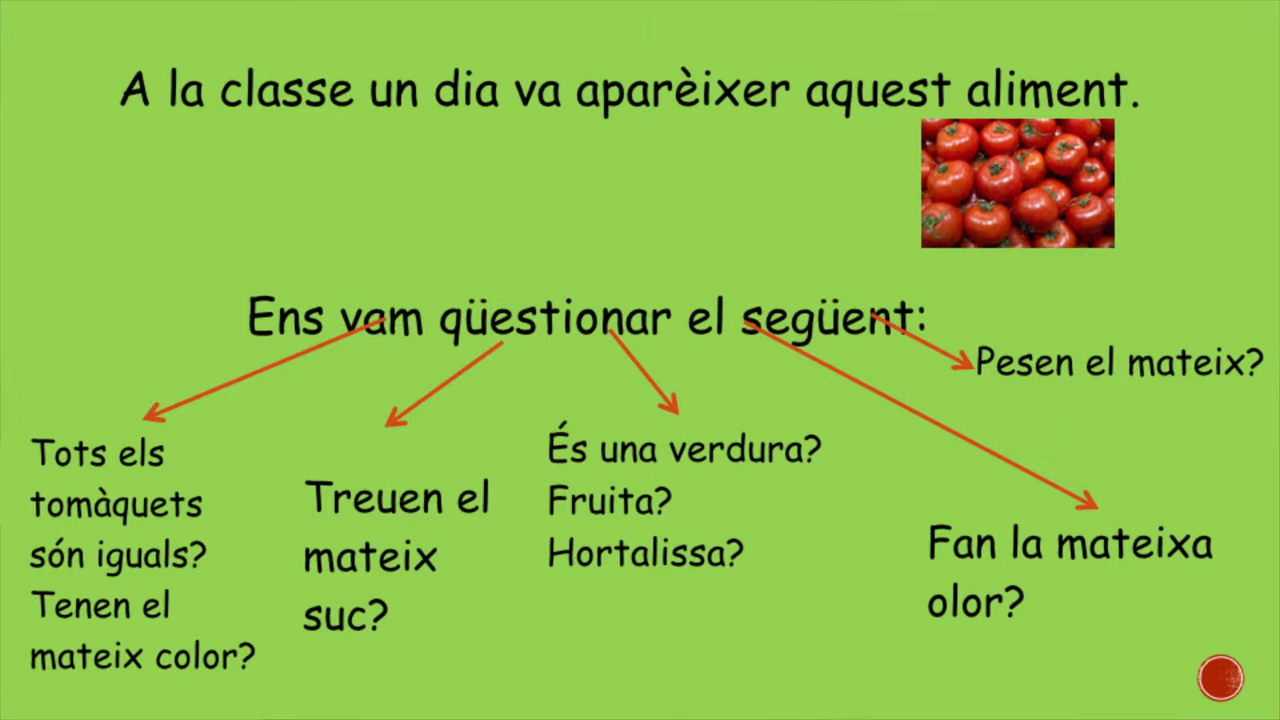 A la classe un dia va aparèixer aquest aliment.
Ens vam qüestionar el següent:
Pesen el mateix?
Tots els
tomàquets
són iguals?
Tenen el
mateix color?
Treuen el
mateix
suc?
És una verdura?
Fruita?
Hortalissa?
Fan la mateixa
olor?